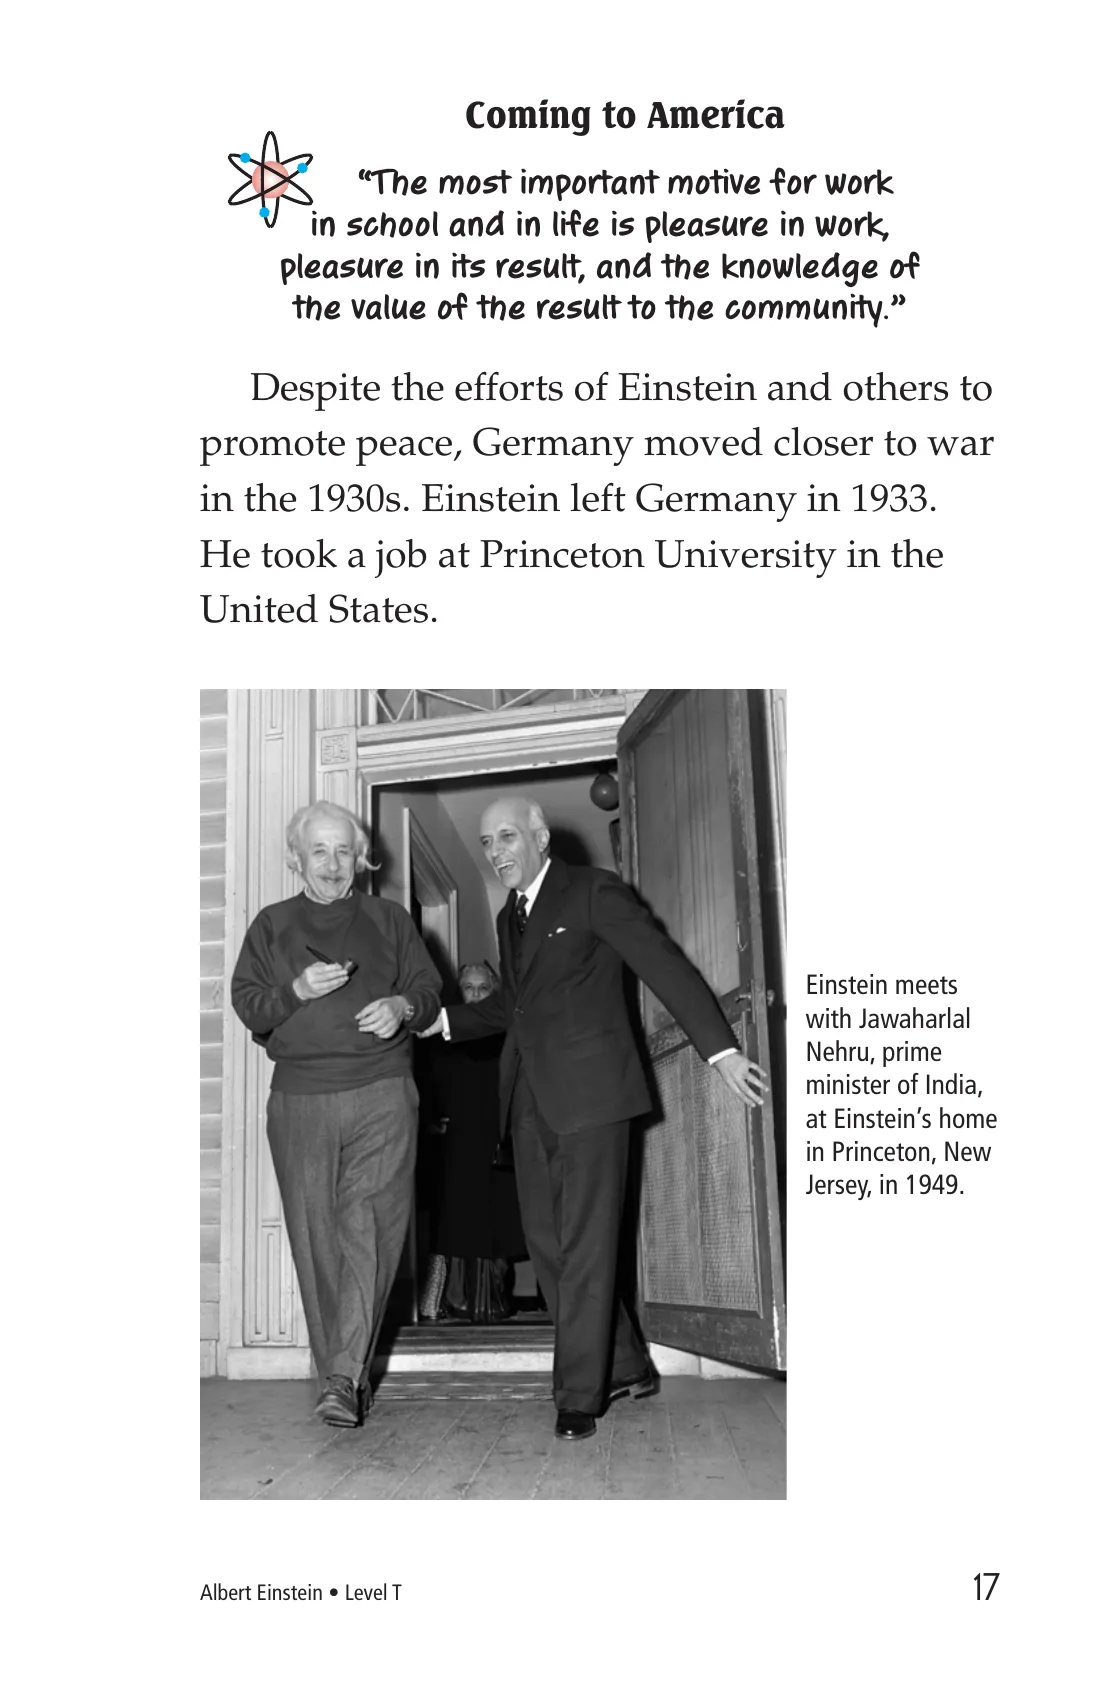 Coming to America
“The most important motive for work
in school and in life is pleasure in work,
pleasure in its result, and the knowledge of
the value of the result to the community.”
Despite the efforts of Einstein and others to
promote peace, Germany moved closer to war
in the 1930s. Einstein left Germany in 1933.
He took a job at Princeton University in the
United States.
Einstein meets
with Jawaharlal
Nehru, prime
minister of India,
at Einstein’s home
in Princeton, New
Jersey, in 1949.
Albert Einstein • Level T
17